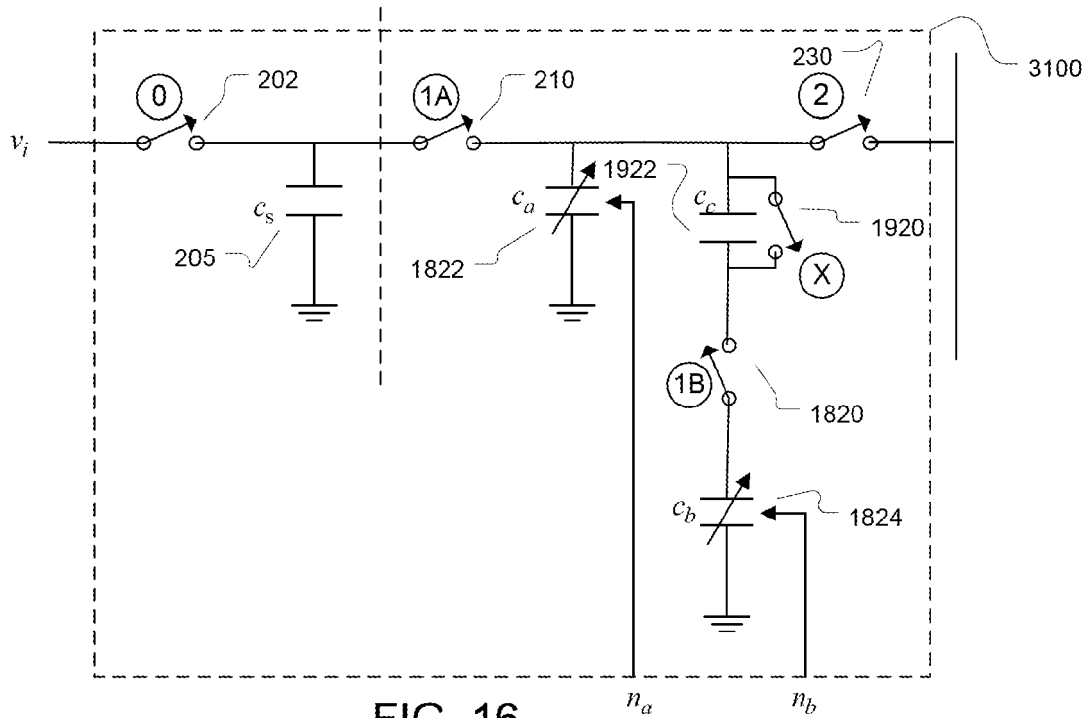 230
3100
0
202
1A
210
2
v_i
1922
c_s
c_a
c_c
1920
205
1822
X
1B
1820
c_b
1824
FIG. 16
n_a
n_b